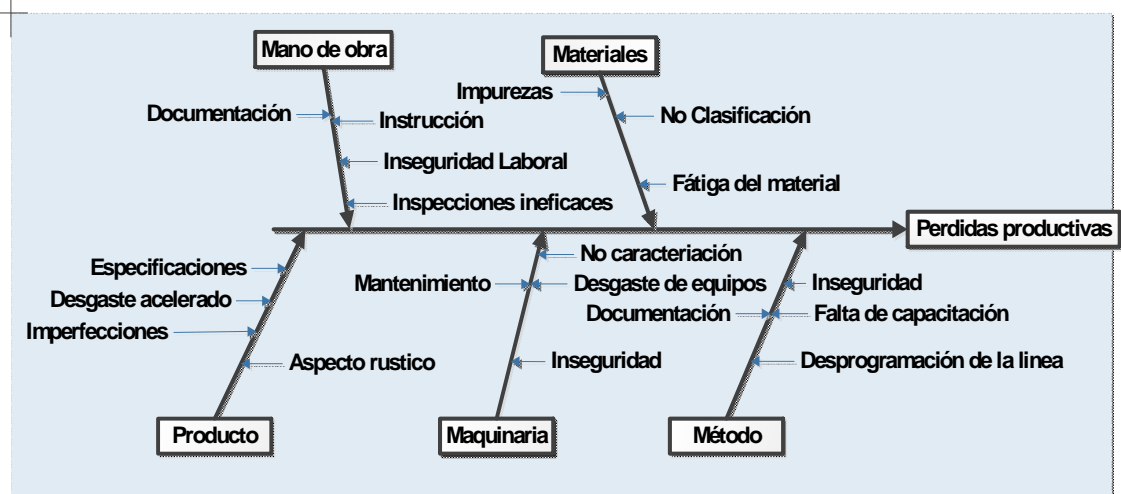 Mano de obra
Materiales
Impurezas
Documentación
Instrucción
No Clasificación
Inseguridad Laboral
Fátiga del material
Inspecciones ineficaces
Perdidas productivas
No caracteriación
Especificaciones
Mantenimiento
Desgaste de equipos
Inseguridad
Desgaste acelerado
Documentación
Falta de capacitación
Imperfecciones
Aspecto rustico
Inseguridad
Desprogramación de la linea
Producto
Maquinaria
Método